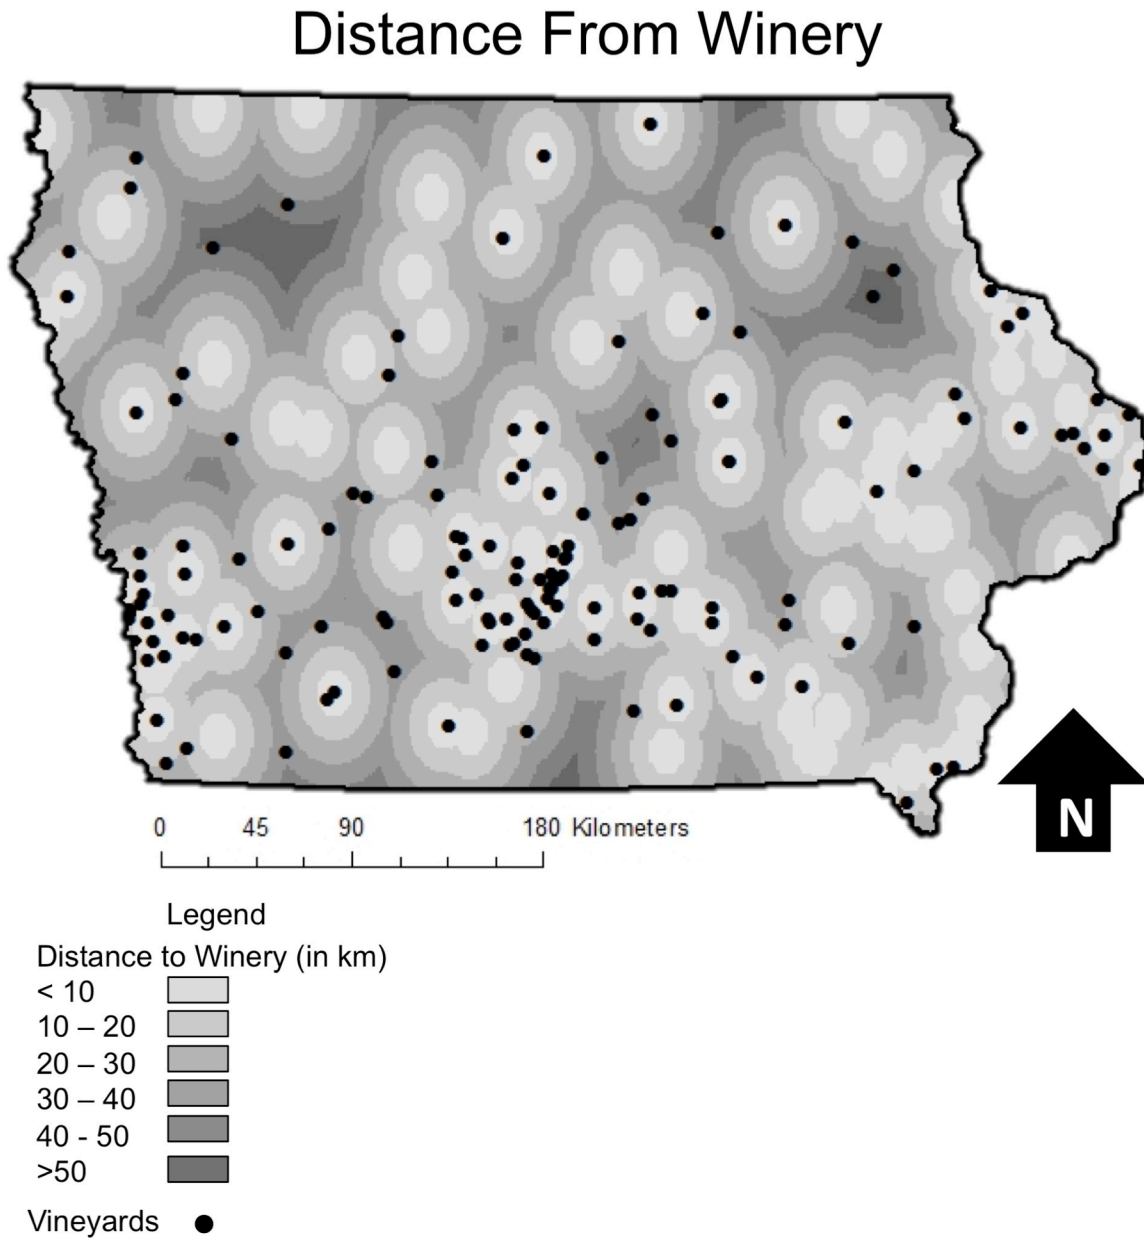 Distance From Winery
0 45 90 180 Kilometers
N
Legend
Distance to Winery (in km)
< 10
10 – 20
20 – 30
30 – 40
40 - 50
>50
Vineyards